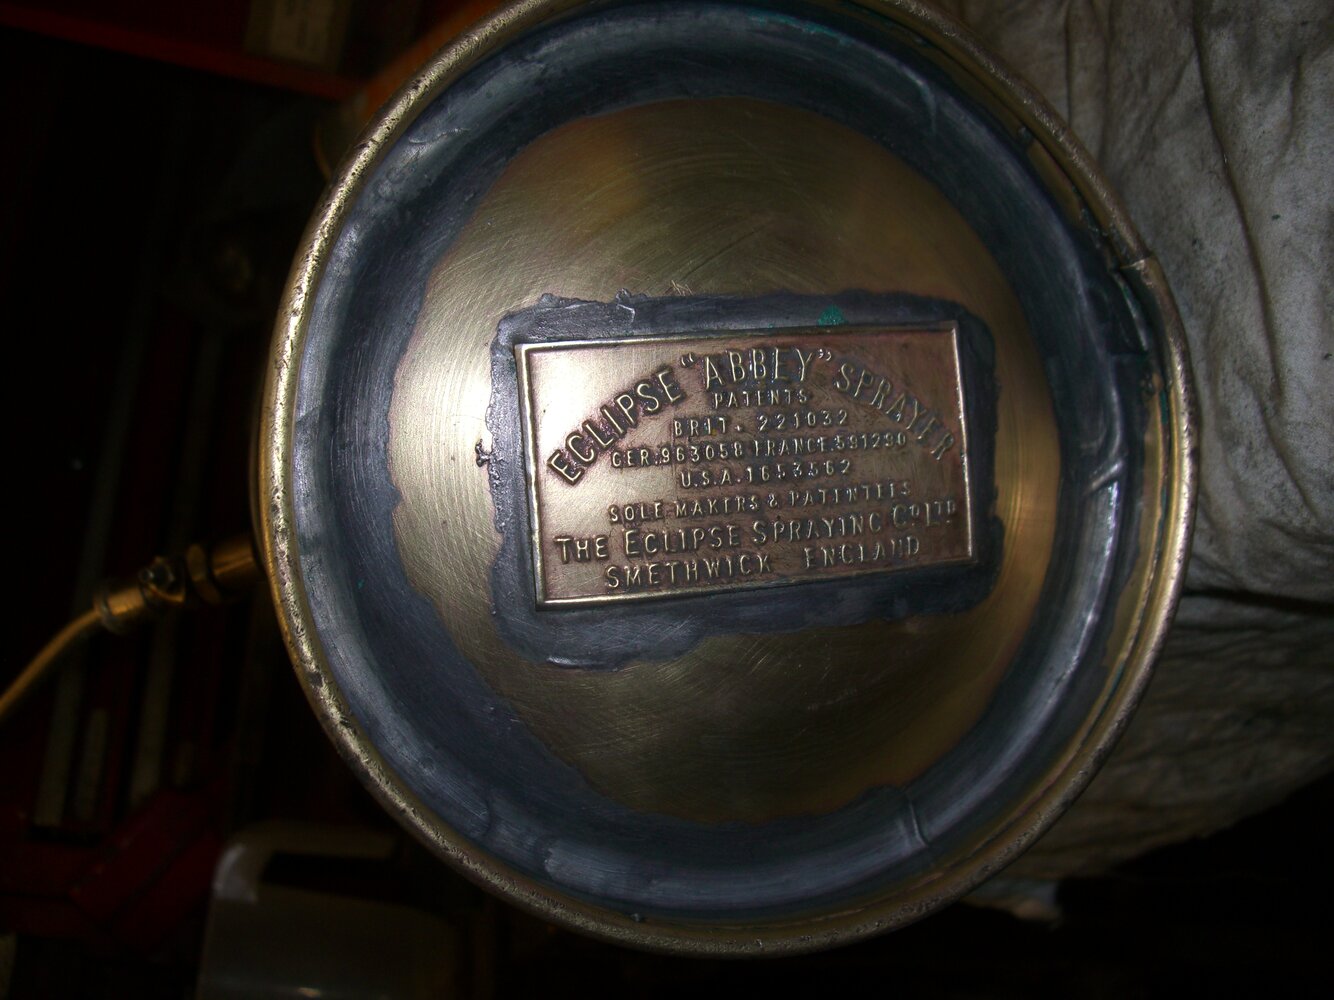 ECLIPSE "ABBEY" SPRAYER
PATENTS
BRIT. 221032
GER.963058 FRANCE.591290
U.S.A.1653562
SOLE MAKERS & PATENTEES
THE ECLIPSE SPRAYING CO LTD
SMETHWICK ENGLAND